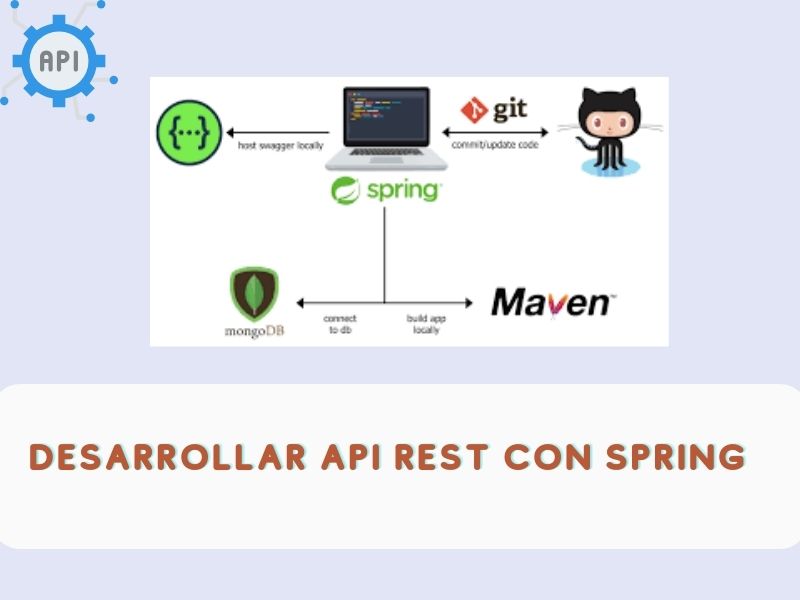 API
{···}
host swagger locally
git
commit/update code
spring
mongoDB
connect
to db
build app
locally
Maven™
DESARROLLAR API REST CON SPRING